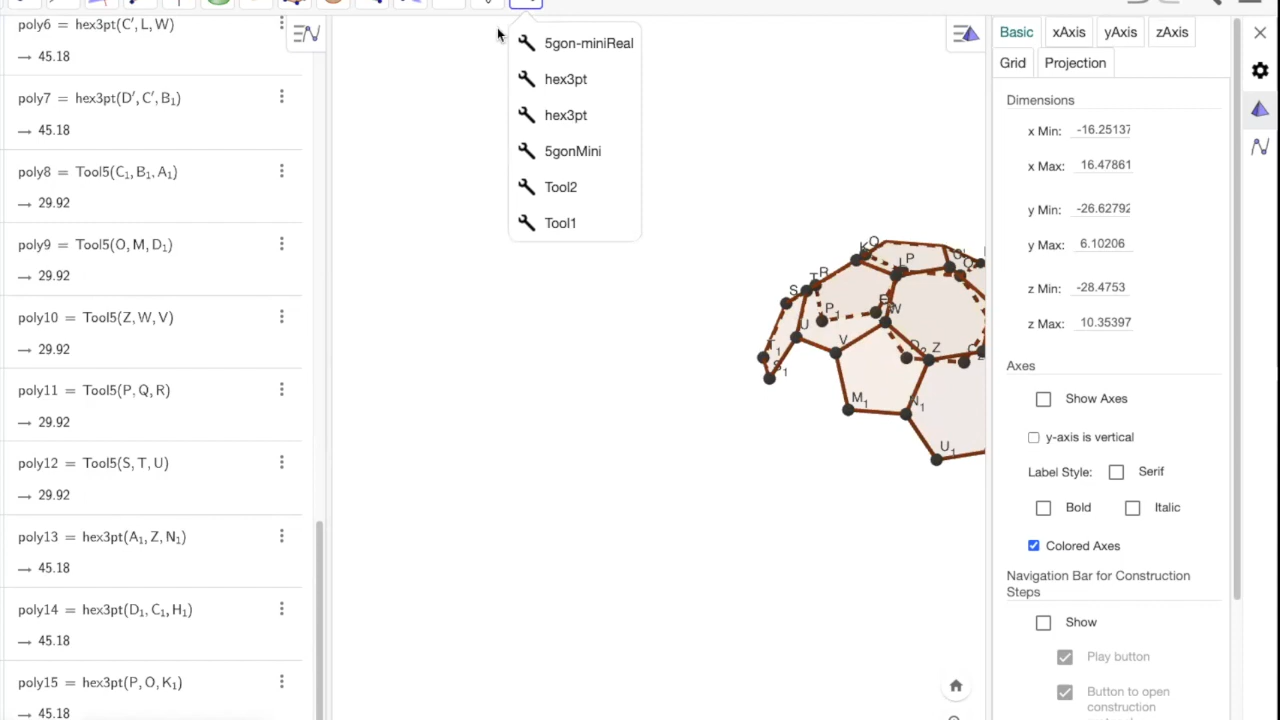 poly6 = hex3pt(C′, L, W)
→ 45.18
poly7 = hex3pt(D′, C′, B₁)
→ 45.18
poly8 = Tool5(C₁, B₁, A₁)
→ 29.92
poly9 = Tool5(O, M, D₁)
→ 29.92
poly10 = Tool5(Z, W, V)
→ 29.92
poly11 = Tool5(P, Q, R)
→ 29.92
poly12 = Tool5(S, T, U)
→ 29.92
poly13 = hex3pt(A₁, Z, N₁)
→ 45.18
poly14 = hex3pt(D₁, C₁, H₁)
→ 45.18
poly15 = hex3pt(P, O, K₁)
→ 45.18
5gon-miniReal
hex3pt
hex3pt
5gonMini
Tool2
Tool1
K
O
L
P
R
S
U
V
W
Z
P₁
M₁
N₁
U₁
Basic
xAxis
yAxis
zAxis
Grid
Projection
Dimensions
x Min: -16.25137
x Max: 16.47861
y Min: -26.62792
y Max: 6.10206
z Min: -28.4753
z Max: 10.35397
Axes
Show Axes
y-axis is vertical
Label Style: Serif
Bold Italic
Colored Axes
Navigation Bar for Construction
Steps
Show
Play button
Button to open
construction